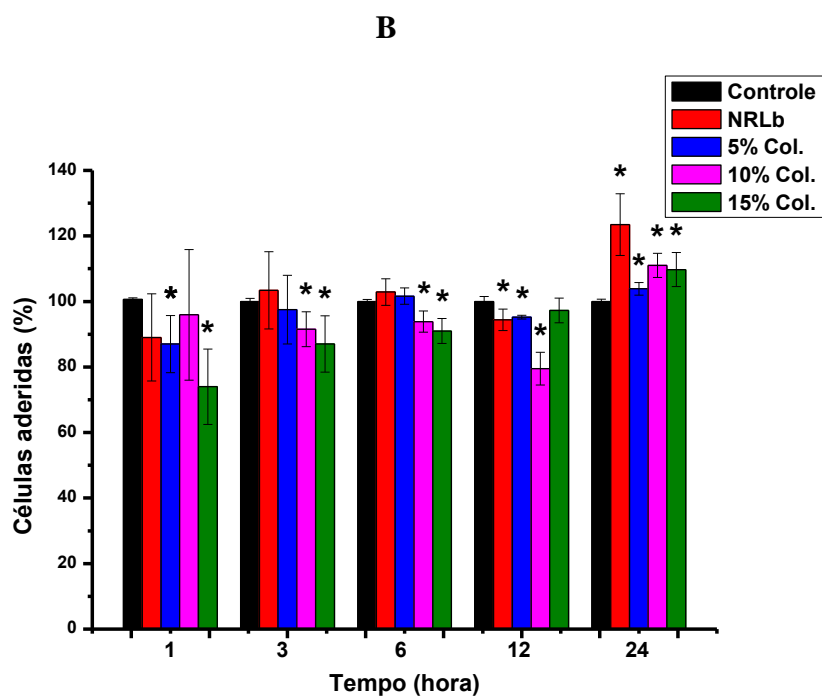 B
Controle
NRLb
5% Col.
10% Col.
15% Col.
140
120
100
80
60
40
20
0
Células aderidas (%)
* * * * * * * * * * * * *
1 3 6 12 24
Tempo (hora)